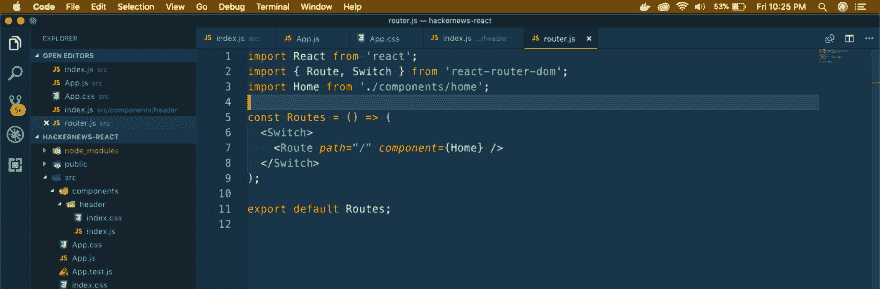 Code File Edit Selection View Go Debug Terminal Window Help 53% Fri 10:25 PM
router.js — hackernews-react
EXPLORER
OPEN EDITORS
JS index.js src
JS App.js src
App.css src
JS index.js src/components/header
× JS router.js src
HACKERNEWS-REACT
node_modules
public
src
components
header
index.css
JS index.js
App.css
JS App.js
App.test.js
index.css
5+
JS index.js src JS App.js App.css JS index.js .../header JS router.js ×
1 import React from 'react';
2 import { Route, Switch } from 'react-router-dom';
3 import Home from './components/home';
4
5 const Routes = () => (
6 <Switch>
7 <Route path="/" component={Home} />
8 </Switch>
9 );
10
11 export default Routes;
12